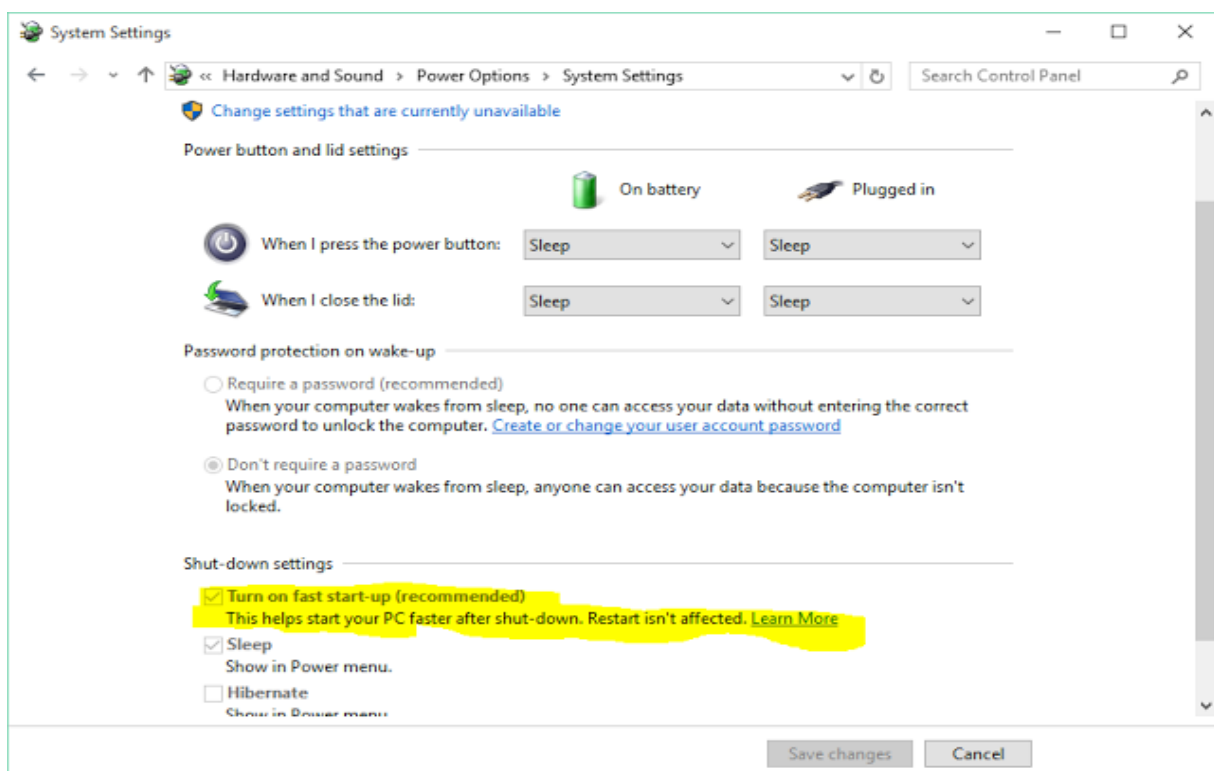 System Settings
« Hardware and Sound > Power Options > System Settings
Search Control Panel
Change settings that are currently unavailable
Power button and lid settings
On battery
Plugged in
When I press the power button:
Sleep
Sleep
When I close the lid:
Sleep
Sleep
Password protection on wake-up
Require a password (recommended)
When your computer wakes from sleep, no one can access your data without entering the correct
password to unlock the computer. Create or change your user account password
Don't require a password
When your computer wakes from sleep, anyone can access your data because the computer isn't
locked.
Shut-down settings
Turn on fast start-up (recommended)
This helps start your PC faster after shut-down. Restart isn't affected. Learn More
Sleep
Show in Power menu.
Hibernate
Show in Power menu
Save changes
Cancel